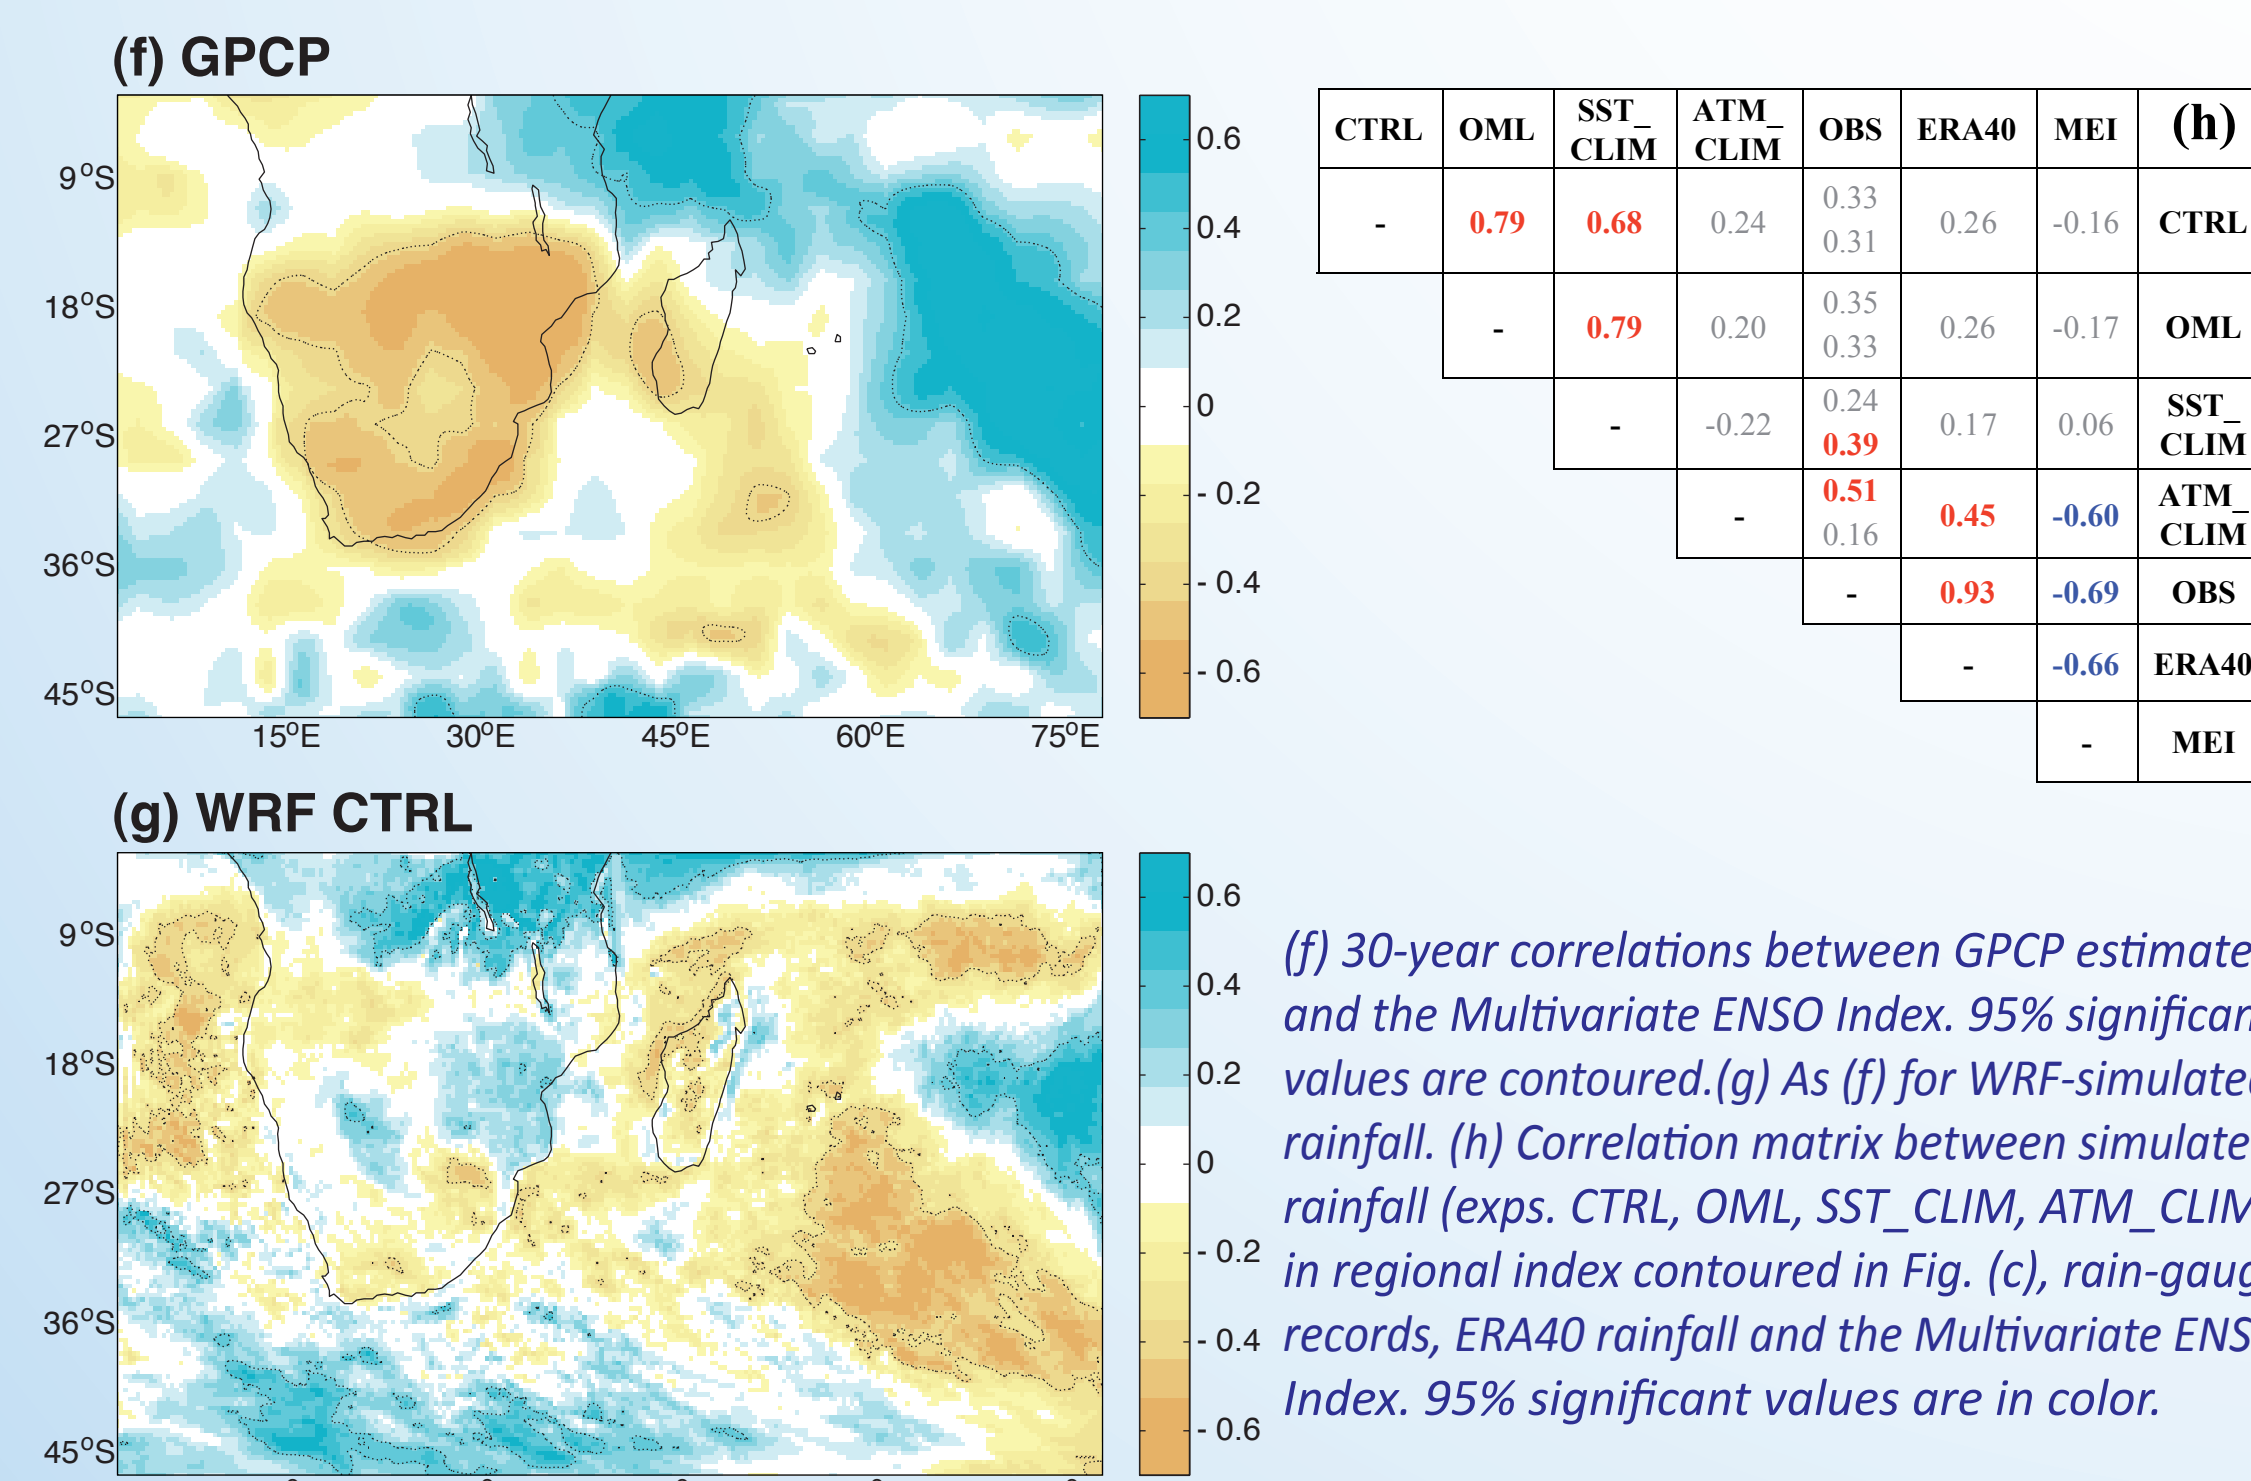 (f) GPCP
9°S
18°S
27°S
36°S
45°S
15°E 30°E 45°E 60°E 75°E
0.6
0.4
0.2
0
- 0.2
- 0.4
- 0.6
CTRL OML SST_ CLIM ATM_ CLIM OBS ERA40 MEI (h)
- 0.79 0.68 0.24 0.33 0.31 0.26 -0.16 CTRL
- 0.79 0.20 0.35 0.33 0.26 -0.17 OML
- -0.22 0.24 0.39 0.17 0.06 SST_ CLIM
- 0.51 0.16 0.45 -0.60 ATM_ CLIM
- 0.93 -0.69 OBS
- -0.66 ERA40
- MEI
(g) WRF CTRL
9°S
18°S
27°S
36°S
45°S
0.6
0.4
0.2
0
- 0.2
- 0.4
- 0.6
(f) 30-year correlations between GPCP estimate
and the Multivariate ENSO Index. 95% significan
values are contoured.(g) As (f) for WRF-simulated
rainfall. (h) Correlation matrix between simulate
rainfall (exps. CTRL, OML, SST_CLIM, ATM_CLIM
in regional index contoured in Fig. (c), rain-gaug
records, ERA40 rainfall and the Multivariate ENS
Index. 95% significant values are in color.